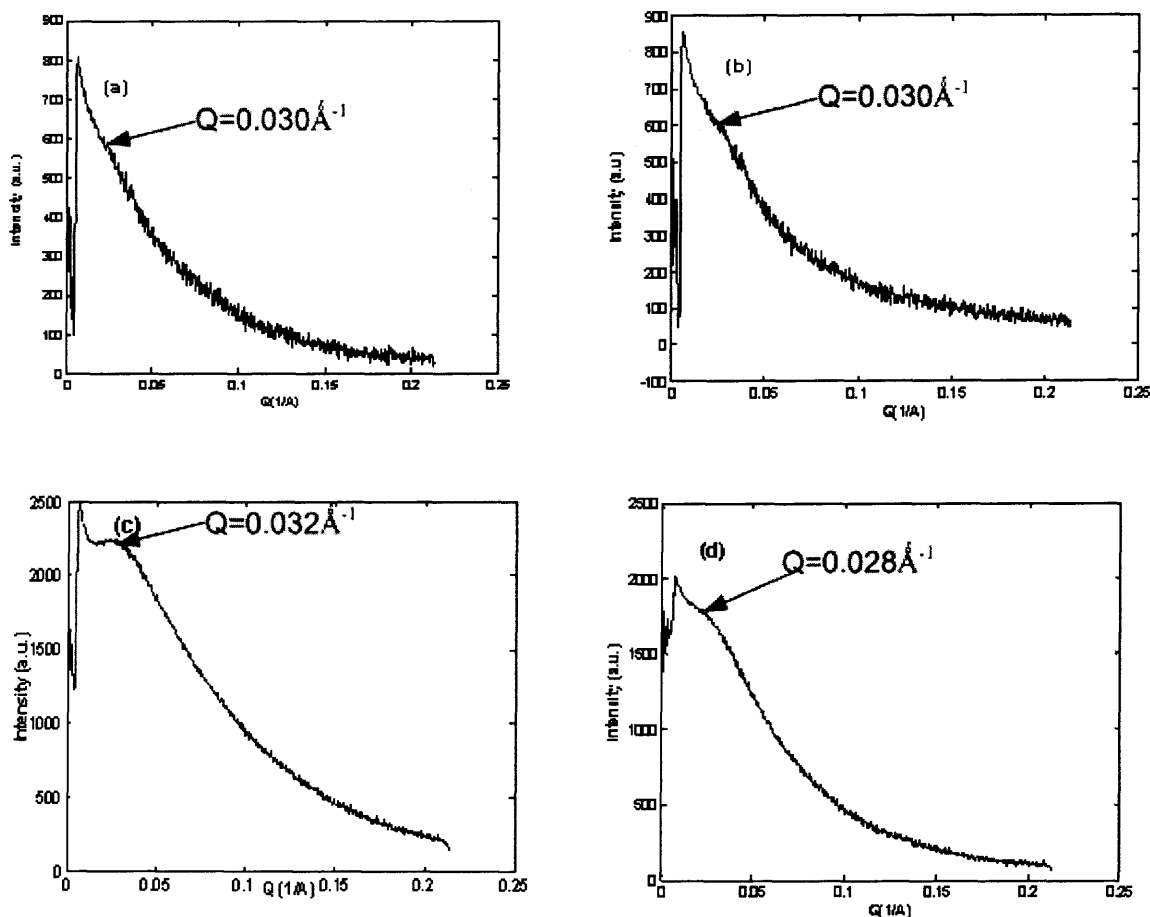 900
800
700
600
500
400
300
200
100
0
Intensity (a.u.)
(a)
Q=0.030Å-1
0 0.05 0.1 0.15 0.2 0.25
Q(1/A)
900
800
700
600
500
400
300
200
100
0
-100
Intensity (a.u)
(b)
Q=0.030Å-1
0 0.05 0.1 0.15 0.2 0.25
Q(1/A)
2500
2000
1500
1000
500
0
Intensity (a.u.)
(c)
Q=0.032Å-1
0 0.05 0.1 0.15 0.2 0.25
Q (1/A)
2500
2000
1500
1000
500
0
Intensity (a.u.)
(d)
Q=0.028Å-1
0 0.05 0.1 0.15 0.2 0.25
Q(1/A)